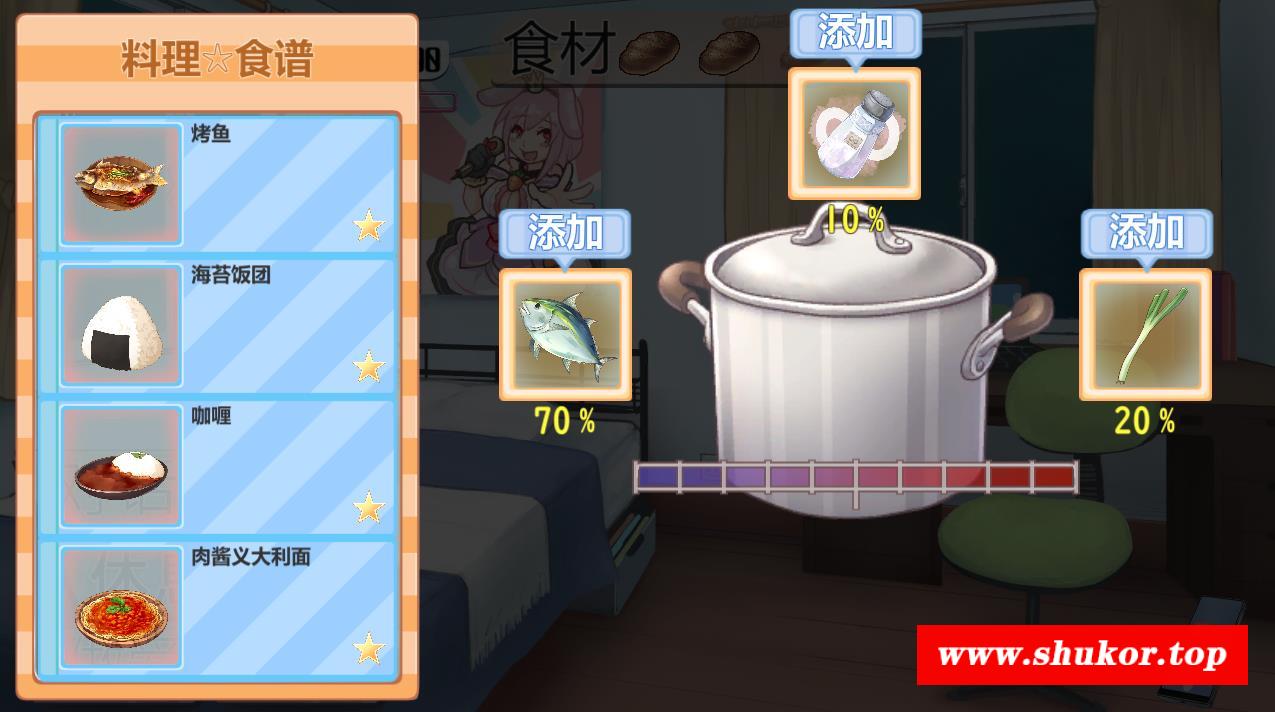 料理☆食谱
烤鱼
海苔饭团
咖喱
肉酱义大利面
食材
添加
10 %
添加
70 %
添加
20 %
www.shukor.top